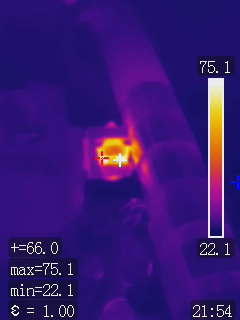 75.1
22.1
+=66.0
max=75.1
min=22.1
ε = 1.00
21:54